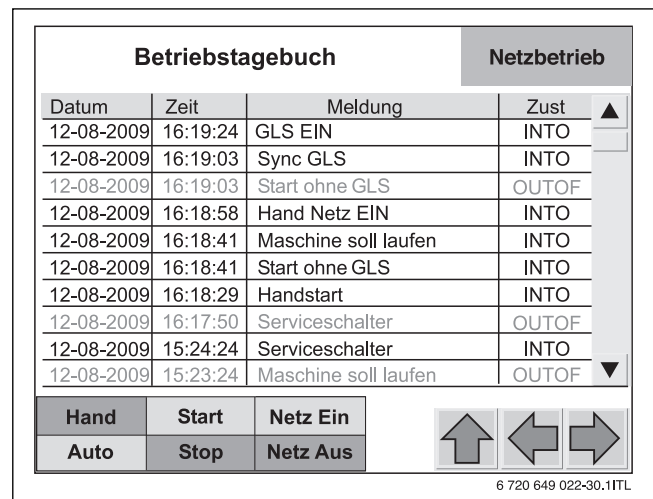 Betriebstagebuch Netzbetrieb
Datum Zeit Meldung Zust
12-08-2009 16:19:24 GLS EIN INTO
12-08-2009 16:19:03 Sync GLS INTO
12-08-2009 16:19:03 Start ohne GLS OUTOF
12-08-2009 16:18:58 Hand Netz EIN INTO
12-08-2009 16:18:41 Maschine soll laufen INTO
12-08-2009 16:18:41 Start ohne GLS INTO
12-08-2009 16:18:29 Handstart INTO
12-08-2009 16:17:50 Serviceschalter OUTOF
12-08-2009 15:24:24 Serviceschalter INTO
12-08-2009 15:23:24 Maschine soll laufen OUTOF
Hand Start Netz Ein
Auto Stop Netz Aus
6 720 649 022-30.1ITL